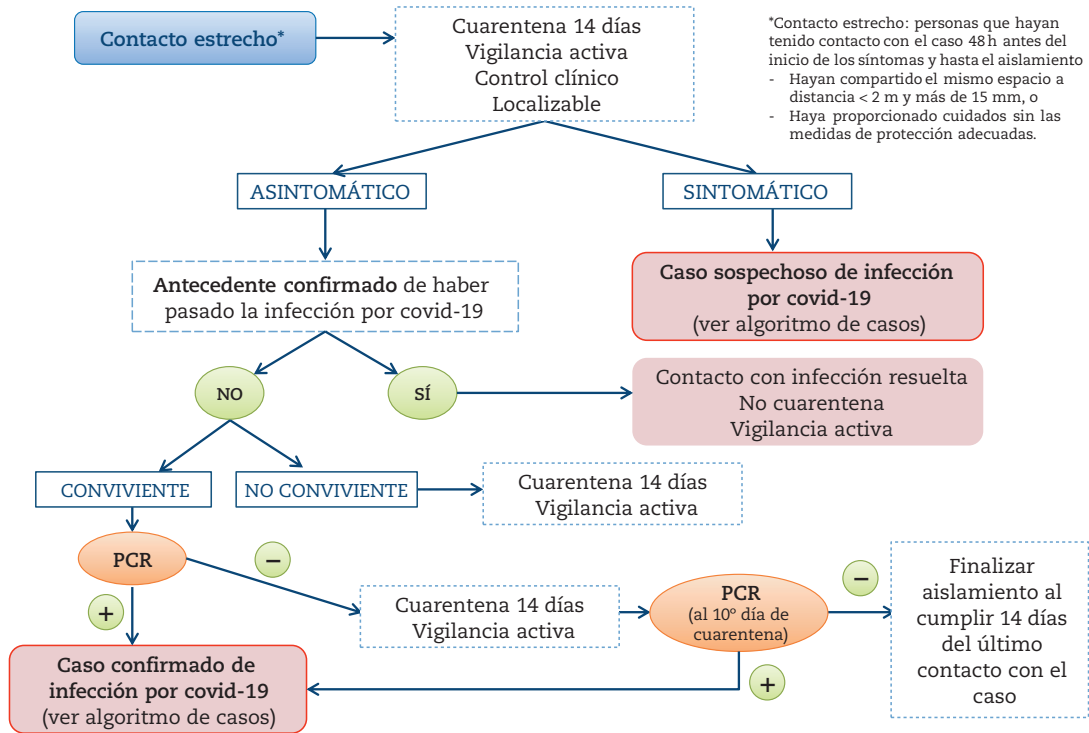 Contacto estrecho*
Cuarentena 14 días
Vigilancia activa
Control clínico
Localizable
*Contacto estrecho: personas que hayan
tenido contacto con el caso 48 h antes del
inicio de los síntomas y hasta el aislamiento
- Hayan compartido el mismo espacio a
distancia < 2 m y más de 15 mm, o
- Haya proporcionado cuidados sin las
medidas de protección adecuadas.
ASINTOMÁTICO
SINTOMÁTICO
Antecedente confirmado de haber
pasado la infección por covid-19
Caso sospechoso de infección
por covid-19
(ver algoritmo de casos)
NO
SÍ
Contacto con infección resuelta
No cuarentena
Vigilancia activa
CONVIVIENTE
NO CONVIVIENTE
Cuarentena 14 días
Vigilancia activa
PCR
−
+
Cuarentena 14 días
Vigilancia activa
PCR
(al 10º día de
cuarentena)
−
+
Finalizar
aislamiento al
cumplir 14 días
del último
contacto con el
caso
Caso confirmado de
infección por covid-19
(ver algoritmo de casos)